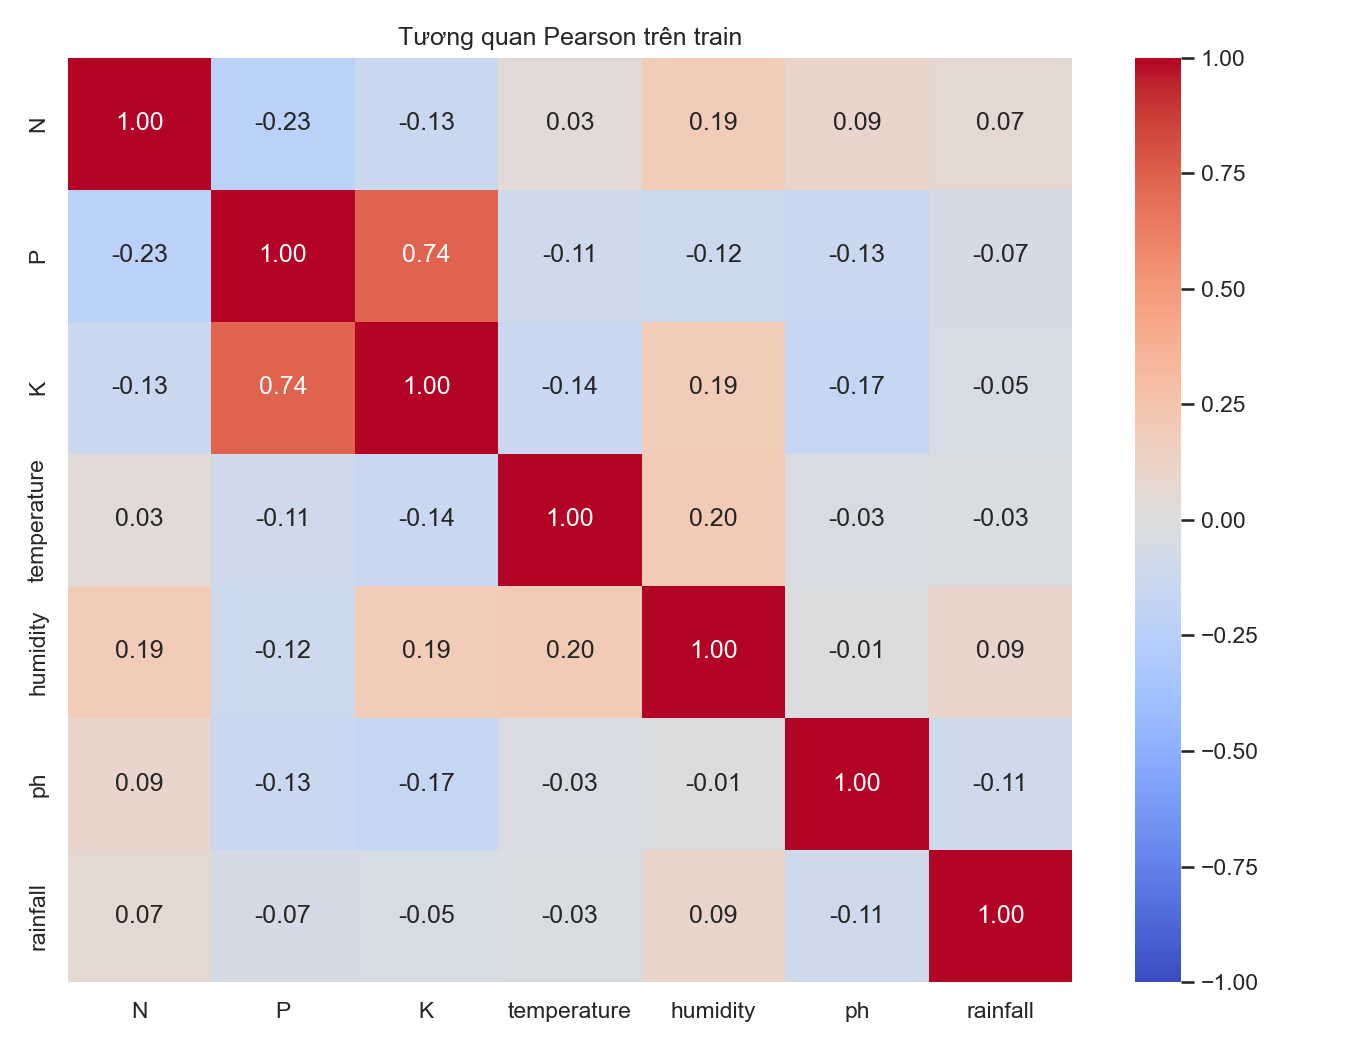 Tương quan Pearson trên train
N 1.00 -0.23 -0.13 0.03 0.19 0.09 0.07
P -0.23 1.00 0.74 -0.11 -0.12 -0.13 -0.07
K -0.13 0.74 1.00 -0.14 0.19 -0.17 -0.05
temperature 0.03 -0.11 -0.14 1.00 0.20 -0.03 -0.03
humidity 0.19 -0.12 0.19 0.20 1.00 -0.01 0.09
ph 0.09 -0.13 -0.17 -0.03 -0.01 1.00 -0.11
rainfall 0.07 -0.07 -0.05 -0.03 0.09 -0.11 1.00
N P K temperature humidity ph rainfall
1.00
0.75
0.50
0.25
0.00
−0.25
−0.50
−0.75
−1.00